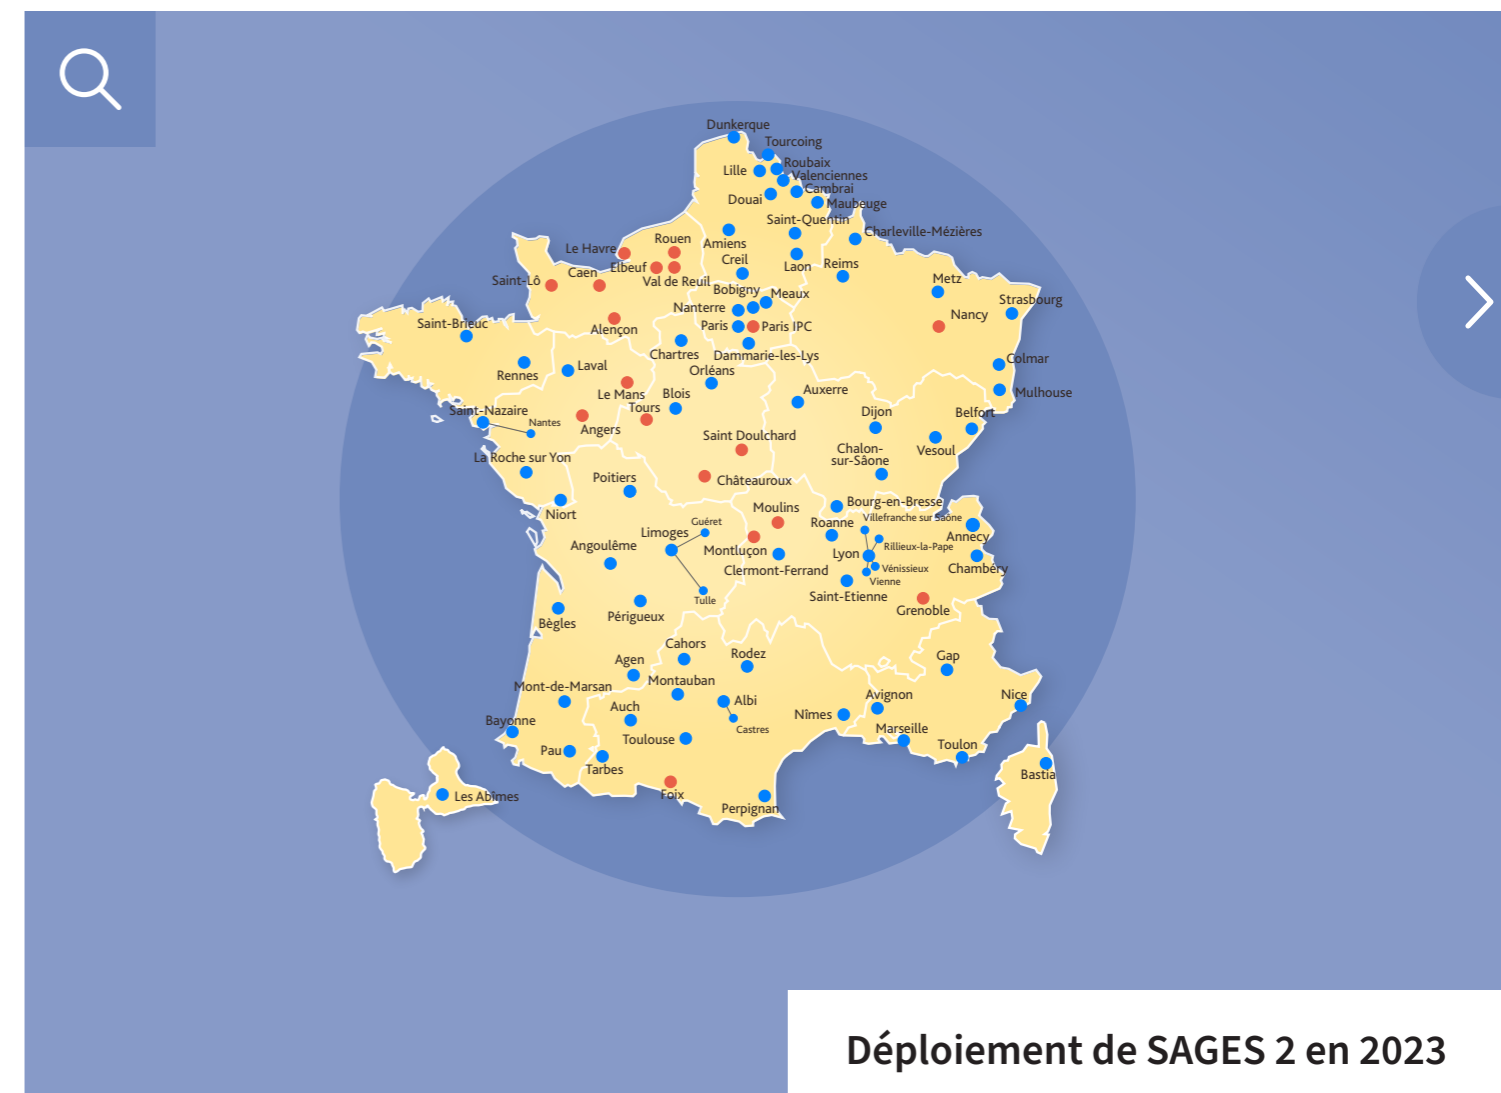 Dunkerque
Tourcoing
Roubaix
Lille
Valenciennes
Cambrai
Douai
Maubeuge
Saint-Quentin
Charleville-Mézières
Rouen
Amiens
Le Havre
Creil
Laon
Reims
Elbeuf
Caen
Saint-Lô
Val de Reuil
Metz
Bobigny
Meaux
Strasbourg
Nanterre
Nancy
Saint-Brieuc
Alençon
Paris
Paris IPC
Chartres
Dammarie-les-Lys
Colmar
Laval
Orléans
Rennes
Le Mans
Blois
Auxerre
Mulhouse
Saint-Nazaire
Tours
Dijon
Belfort
Nantes
Angers
Saint Doulchard
Chalon-
sur-Sâone
Vesoul
La Roche sur Yon
Poitiers
Châteauroux
Bourg-en-Bresse
Niort
Moulins
Villefranche sur Saône
Guéret
Roanne
Limoges
Annecy
Angoulême
Montluçon
Lyon
Rillieux-la-Pape
Clermont-Ferrand
Vénissieux
Chambéry
Vienne
Saint-Etienne
Tulle
Grenoble
Périgueux
Bègles
Cahors
Rodez
Gap
Agen
Montauban
Mont-de-Marsan
Avignon
Nice
Albi
Auch
Nîmes
Bayonne
Castres
Marseille
Toulouse
Toulon
Pau
Tarbes
Bastia
Foix
Les Abîmes
Perpignan
Déploiement de SAGES 2 en 2023